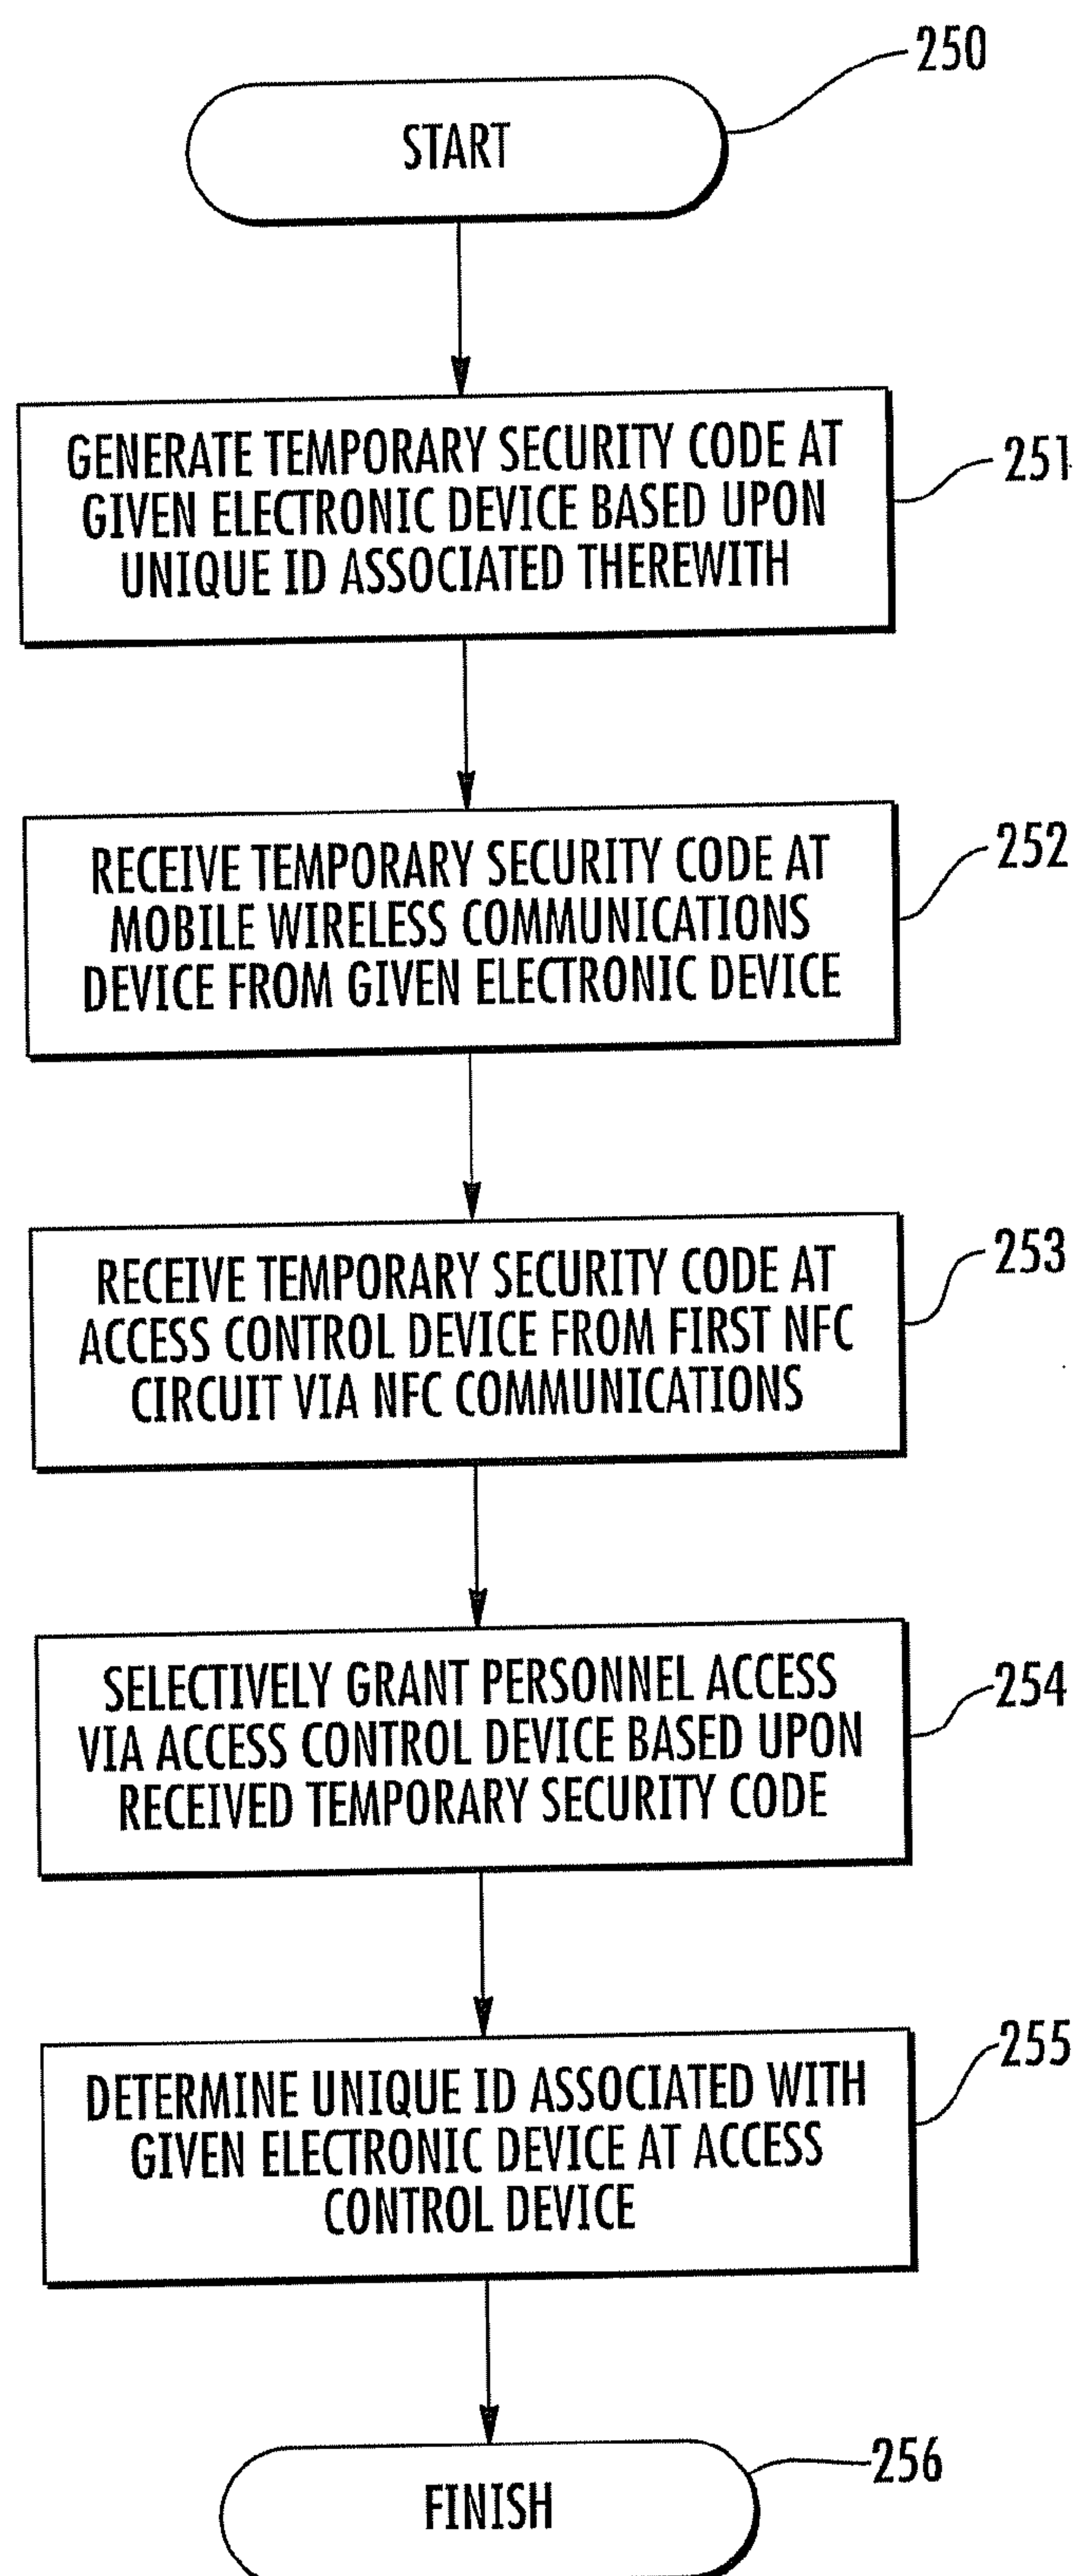 250
START
GENERATE TEMPORARY SECURITY CODE AT
GIVEN ELECTRONIC DEVICE BASED UPON
UNIQUE ID ASSOCIATED THEREWITH
251
RECEIVE TEMPORARY SECURITY CODE AT
MOBILE WIRELESS COMMUNICATIONS
DEVICE FROM GIVEN ELECTRONIC DEVICE
252
RECEIVE TEMPORARY SECURITY CODE AT
ACCESS CONTROL DEVICE FROM FIRST NFC
CIRCUIT VIA NFC COMMUNICATIONS
253
SELECTIVELY GRANT PERSONNEL ACCESS
VIA ACCESS CONTROL DEVICE BASED UPON
RECEIVED TEMPORARY SECURITY CODE
254
DETERMINE UNIQUE ID ASSOCIATED WITH
GIVEN ELECTRONIC DEVICE AT ACCESS
CONTROL DEVICE
255
FINISH
256